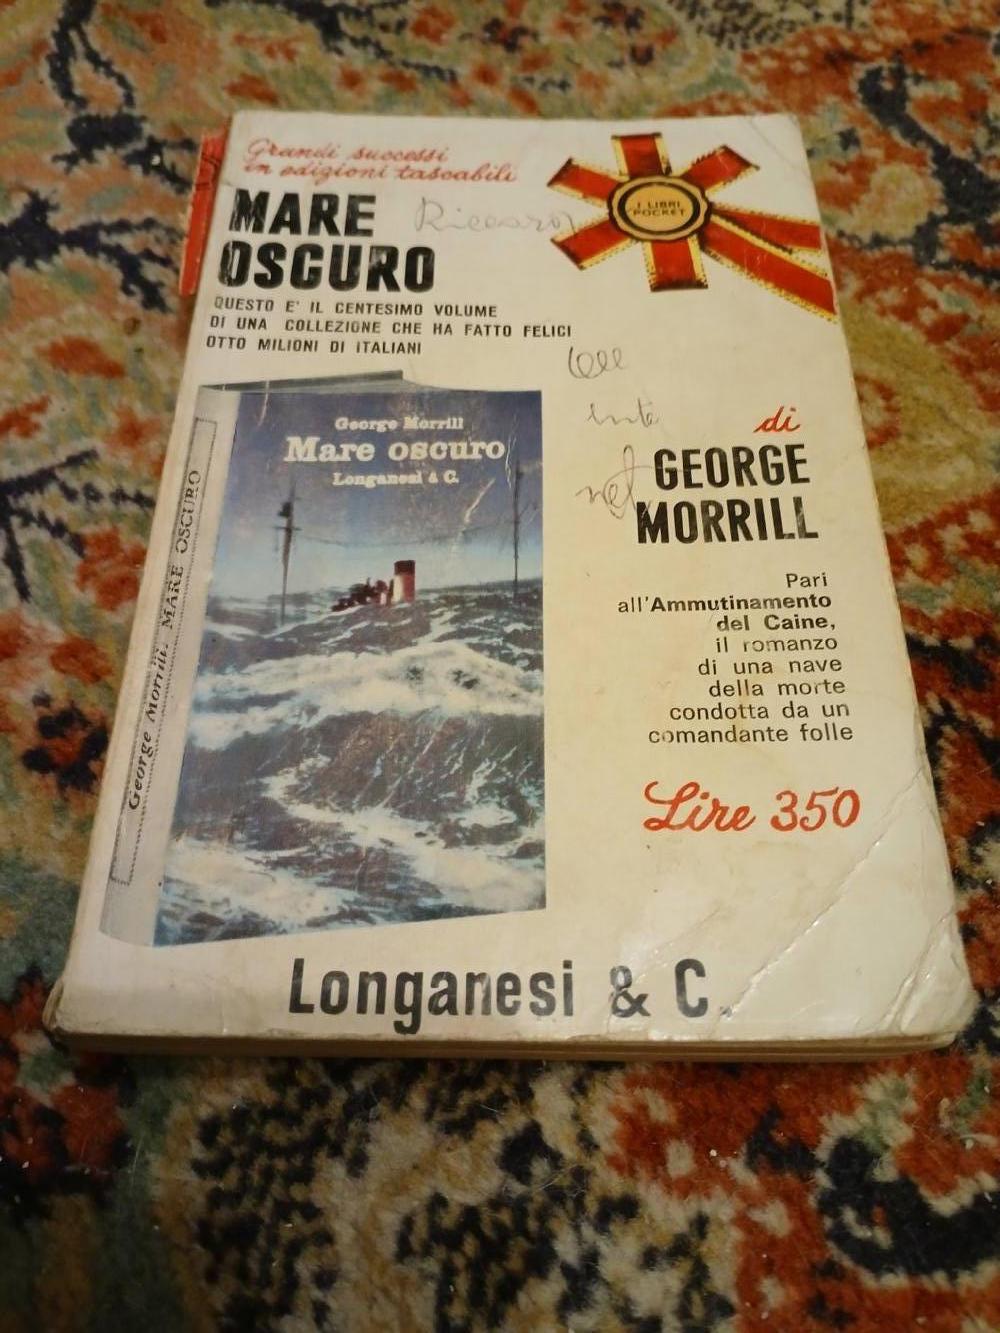 Grandi successi
in edizioni tascabili
MARE
OSCURO
I LIBRI
POCKET
QUESTO E' IL CENTESIMO VOLUME
DI UNA COLLEZIONE CHE HA FATTO FELICI
OTTO MILIONI DI ITALIANI
George Morrill
Mare oscuro
Longanesi & C.
George Morrill: MARE OSCURO
nel
di
GEORGE
MORRILL
Pari
all'Ammutinamento
del Caine,
il romanzo
di una nave
della morte
condotta da un
comandante folle
Lire 350
Longanesi & C.